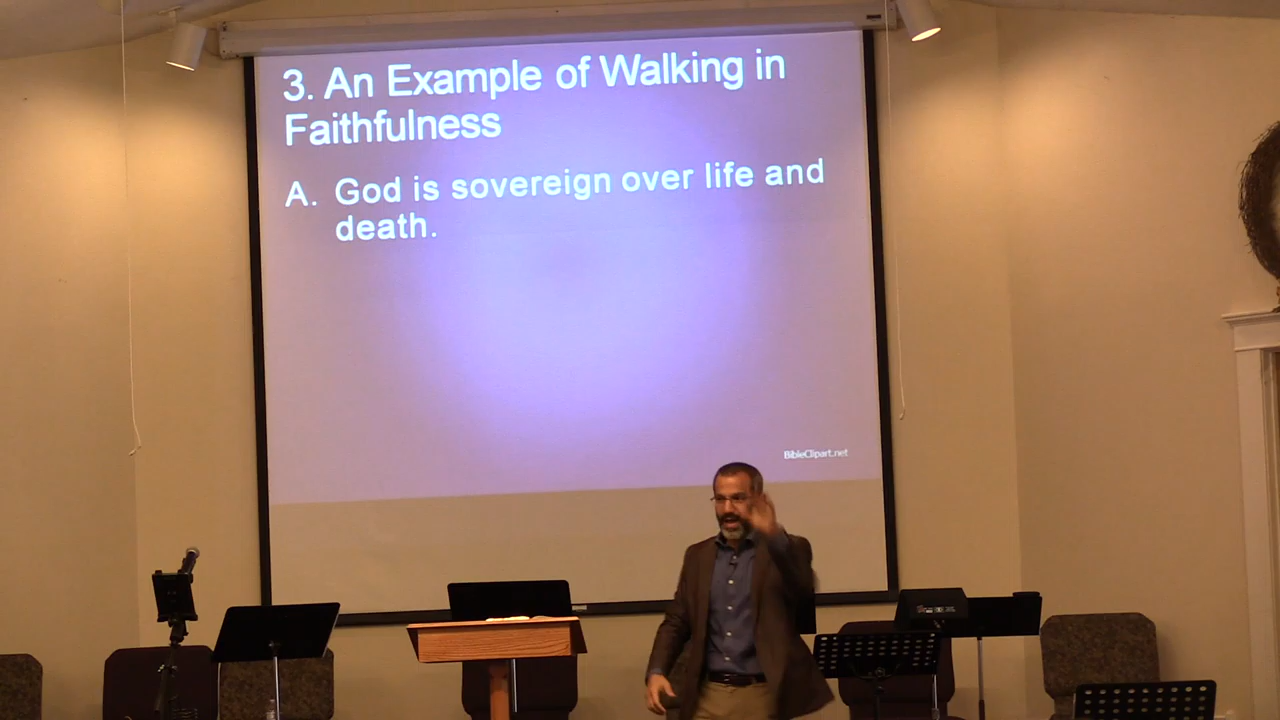 3. An Example of Walking in
Faithfulness
A. God is sovereign over life and
death.
BibleClipart.net